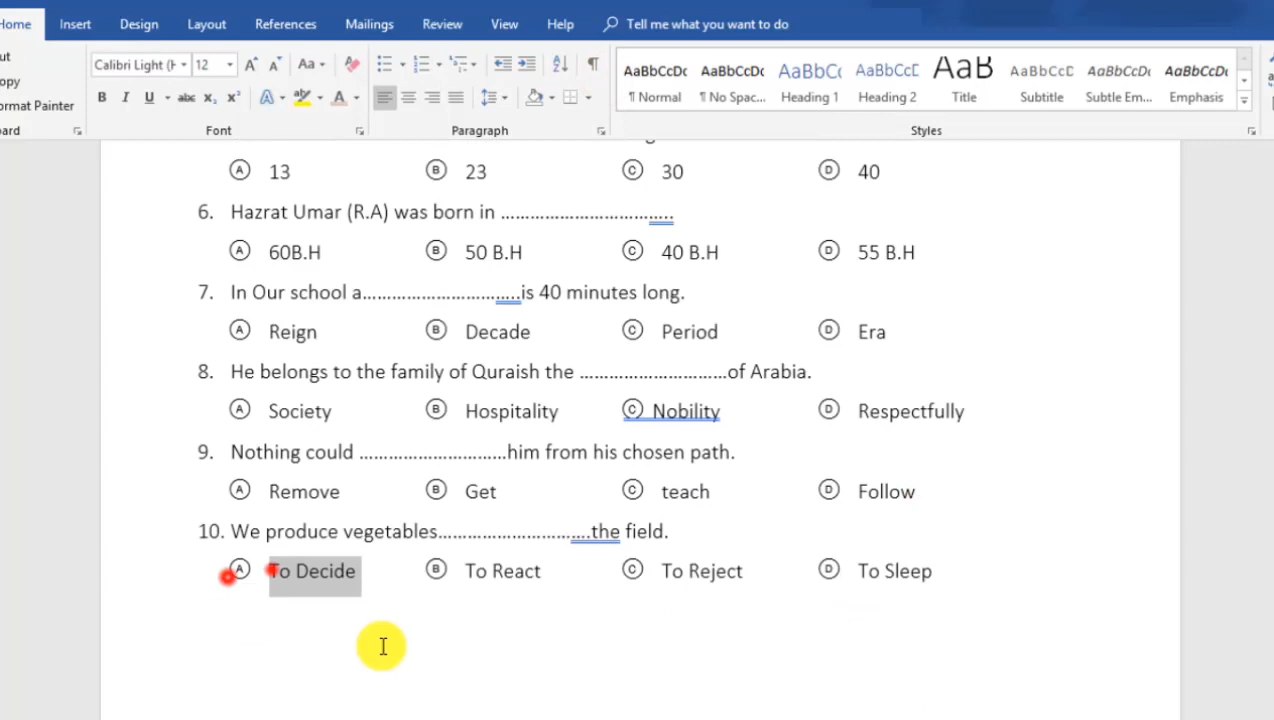 Home Insert Design Layout References Mailings Review View Help Tell me what you want to do
ut
opy
ormat Painter
oard
Calibri Light (H 12
Font
Paragraph
AaBbCcDc AaBbCcDc AaBbCc AaBbCcD AaB AaBbCcD AaBbCcDc AaBbCcDc
¶ Normal ¶ No Spac... Heading 1 Heading 2 Title Subtitle Subtle Em... Emphasis
Styles
A 13 B 23 C 30 D 40
6. Hazrat Umar (R.A) was born in ……………………………..
A 60B.H B 50 B.H C 40 B.H D 55 B.H
7. In Our school a…………………………..is 40 minutes long.
A Reign B Decade C Period D Era
8. He belongs to the family of Quraish the …………………………of Arabia.
A Society B Hospitality C Nobility D Respectfully
9. Nothing could …………………………him from his chosen path.
A Remove B Get C teach D Follow
10. We produce vegetables………………………….the field.
A To Decide B To React C To Reject D To Sleep